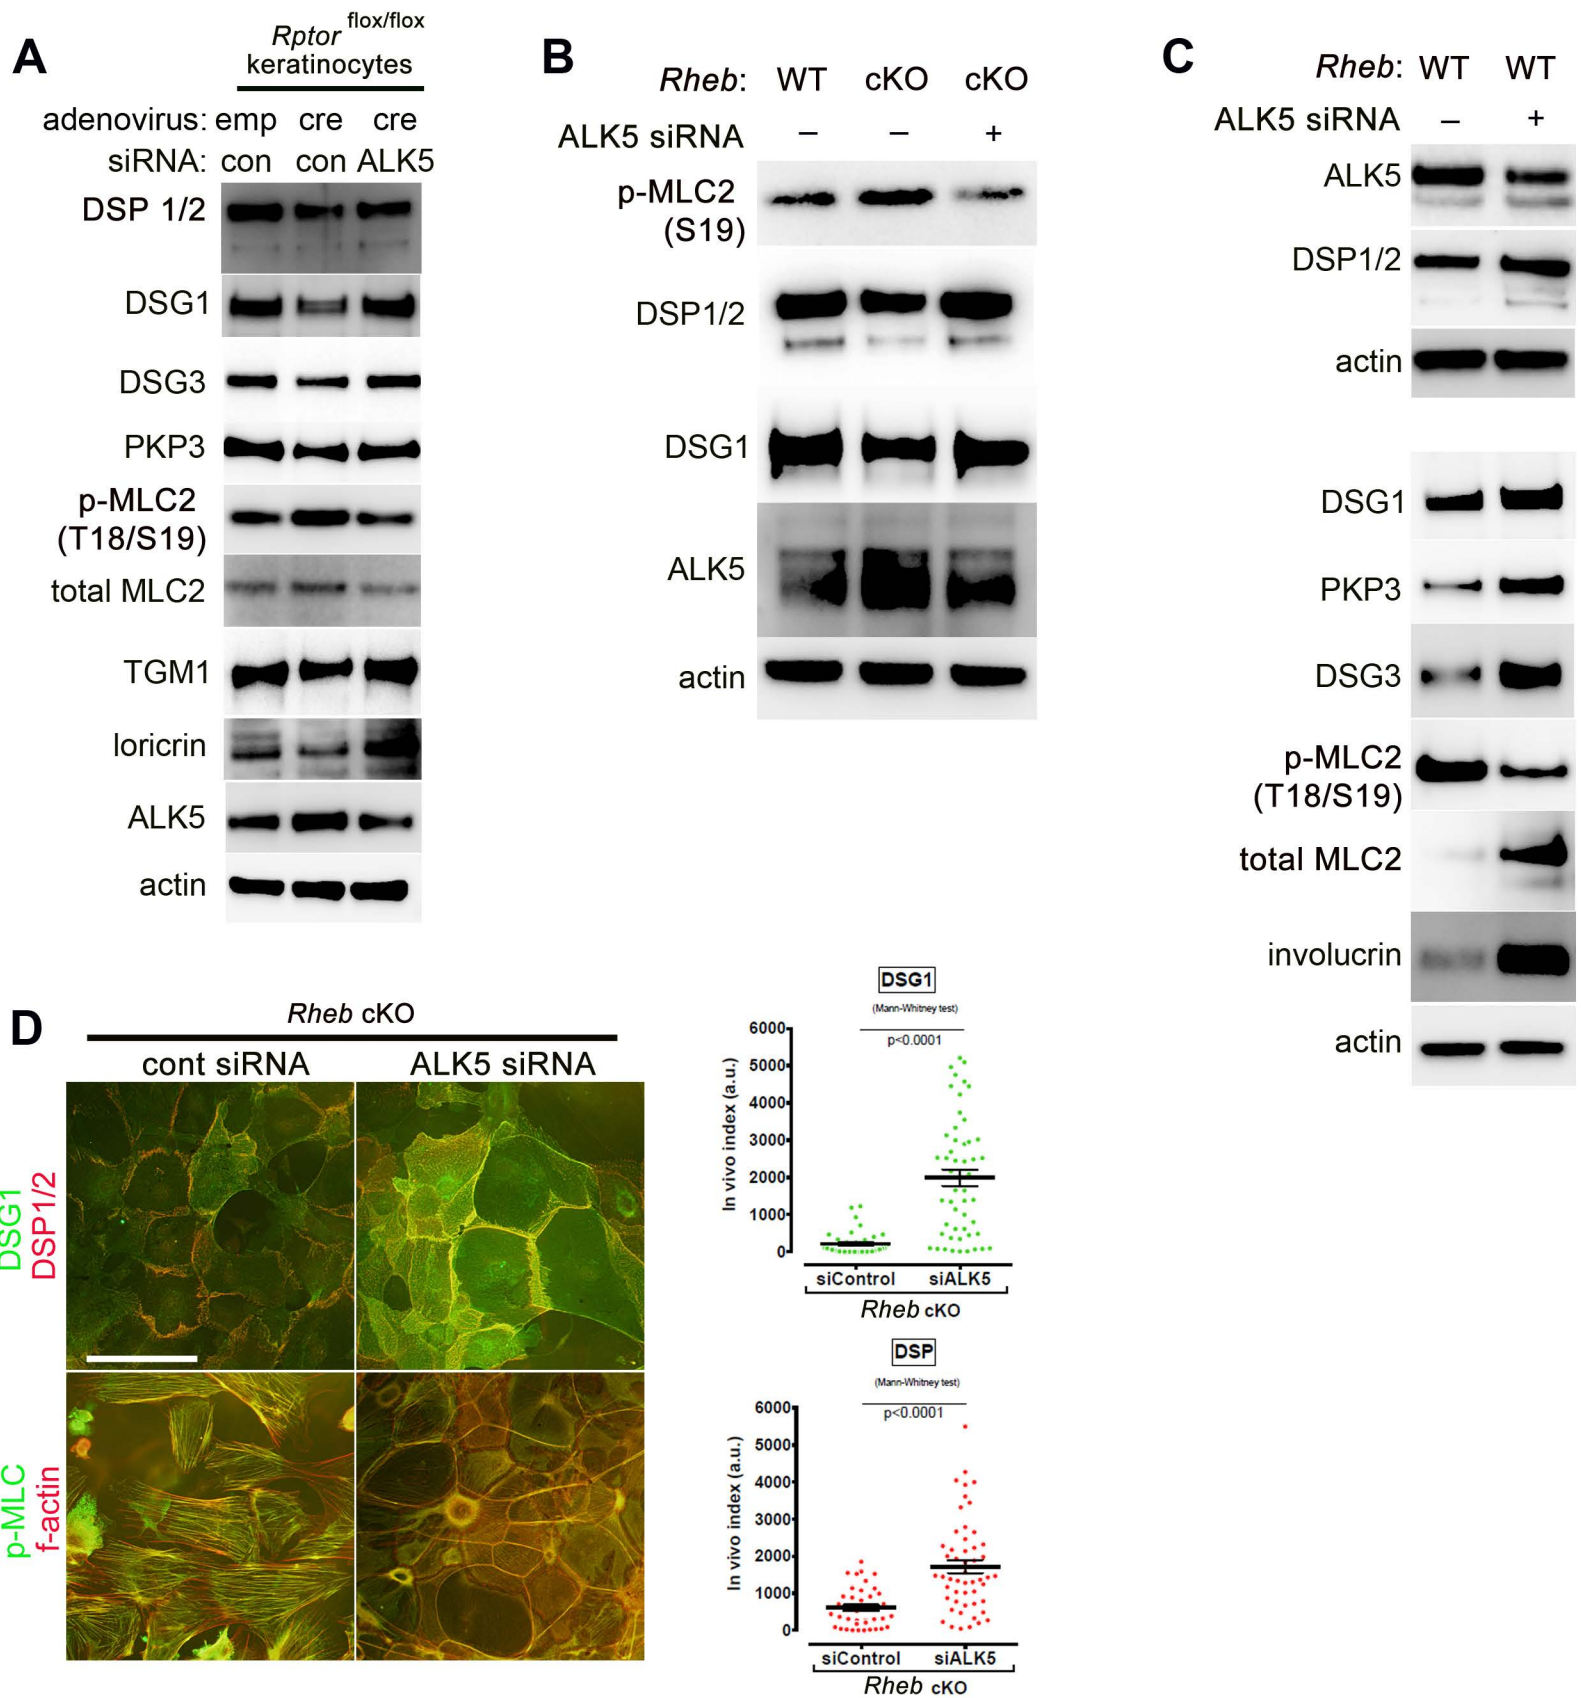 A
Rptor flox/flox
keratinocytes
adenovirus: emp cre cre
siRNA: con con ALK5
DSP 1/2
DSG1
DSG3
PKP3
p-MLC2
(T18/S19)
total MLC2
TGM1
loricrin
ALK5
actin
B
Rheb: WT cKO cKO
ALK5 siRNA – – +
p-MLC2
(S19)
DSP1/2
DSG1
ALK5
actin
C
Rheb: WT WT
ALK5 siRNA – +
ALK5
DSP1/2
actin
DSG1
PKP3
DSG3
p-MLC2
(T18/S19)
total MLC2
involucrin
actin
D
Rheb cKO
cont siRNA ALK5 siRNA
DSG1
DSP1/2
p-MLC
f-actin
DSG1
(Mann-Whitney test)
p<0.0001
In vivo index (a.u.)
6000
5000
4000
3000
2000
1000
0
siControl siALK5
Rheb cKO
DSP
(Mann-Whitney test)
p<0.0001
In vivo index (a.u.)
6000
5000
4000
3000
2000
1000
0
siControl siALK5
Rheb cKO